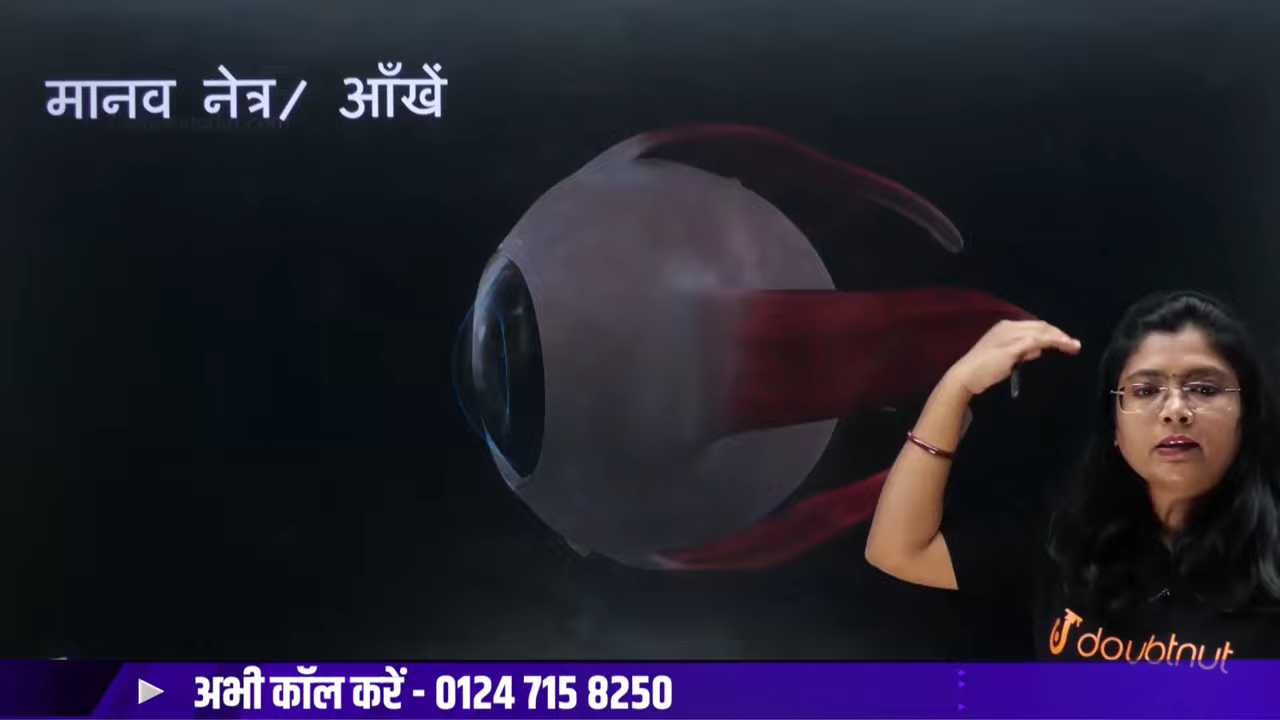 मानव नेत्र/ आँखें
doubtnut
अभी कॉल करें - 0124 715 8250